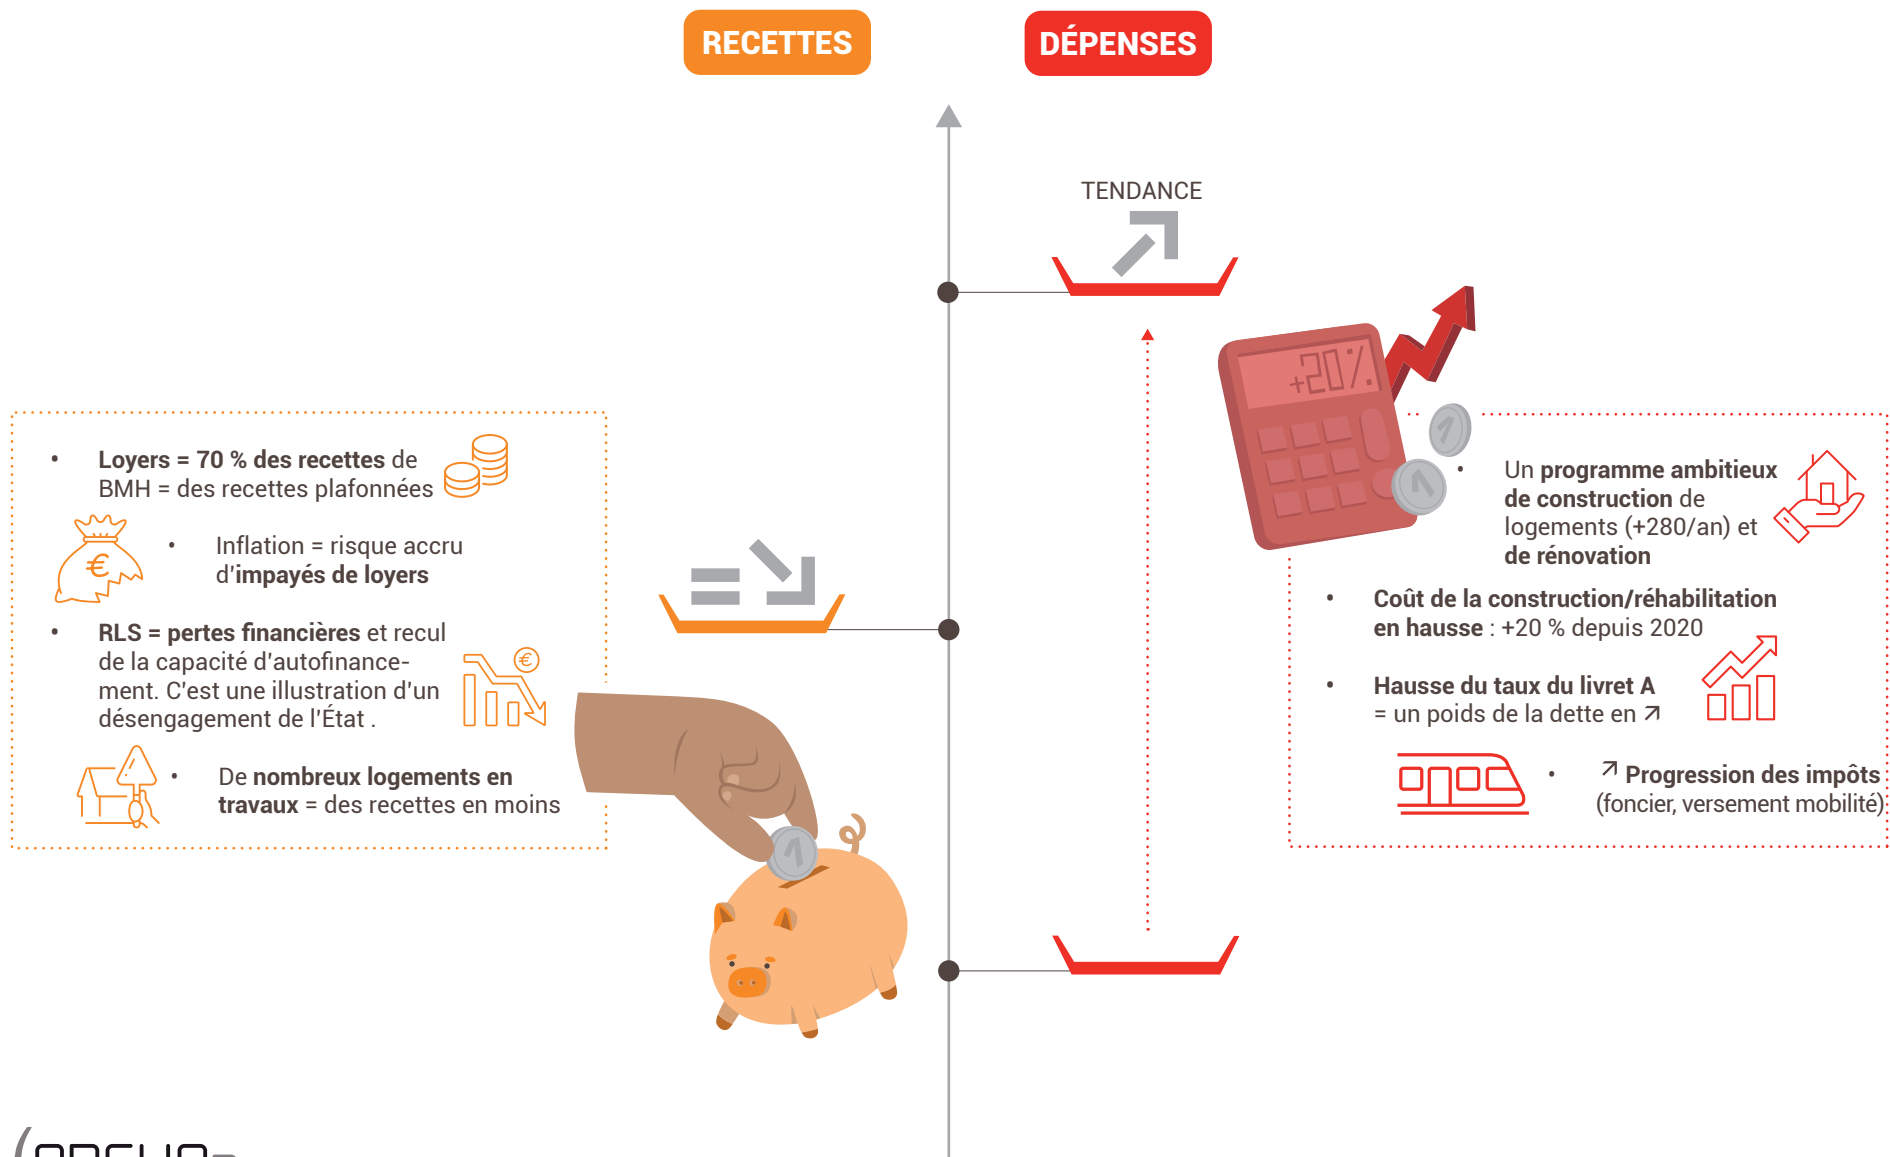 RECETTES
DÉPENSES
TENDANCE
+20%
• Loyers = 70 % des recettes de
BMH = des recettes plafonnées
€
• Inflation = risque accru
d'impayés de loyers
• RLS = pertes financières et recul
de la capacité d'autofinance-
ment. C'est une illustration d'un
désengagement de l'État .
€
• De nombreux logements en
travaux = des recettes en moins
1
1
1
• Un programme ambitieux
de construction de
logements (+280/an) et
de rénovation
• Coût de la construction/réhabilitation
en hausse : +20 % depuis 2020
• Hausse du taux du livret A
= un poids de la dette en ↗
• ↗ Progression des impôts
(foncier, versement mobilité)